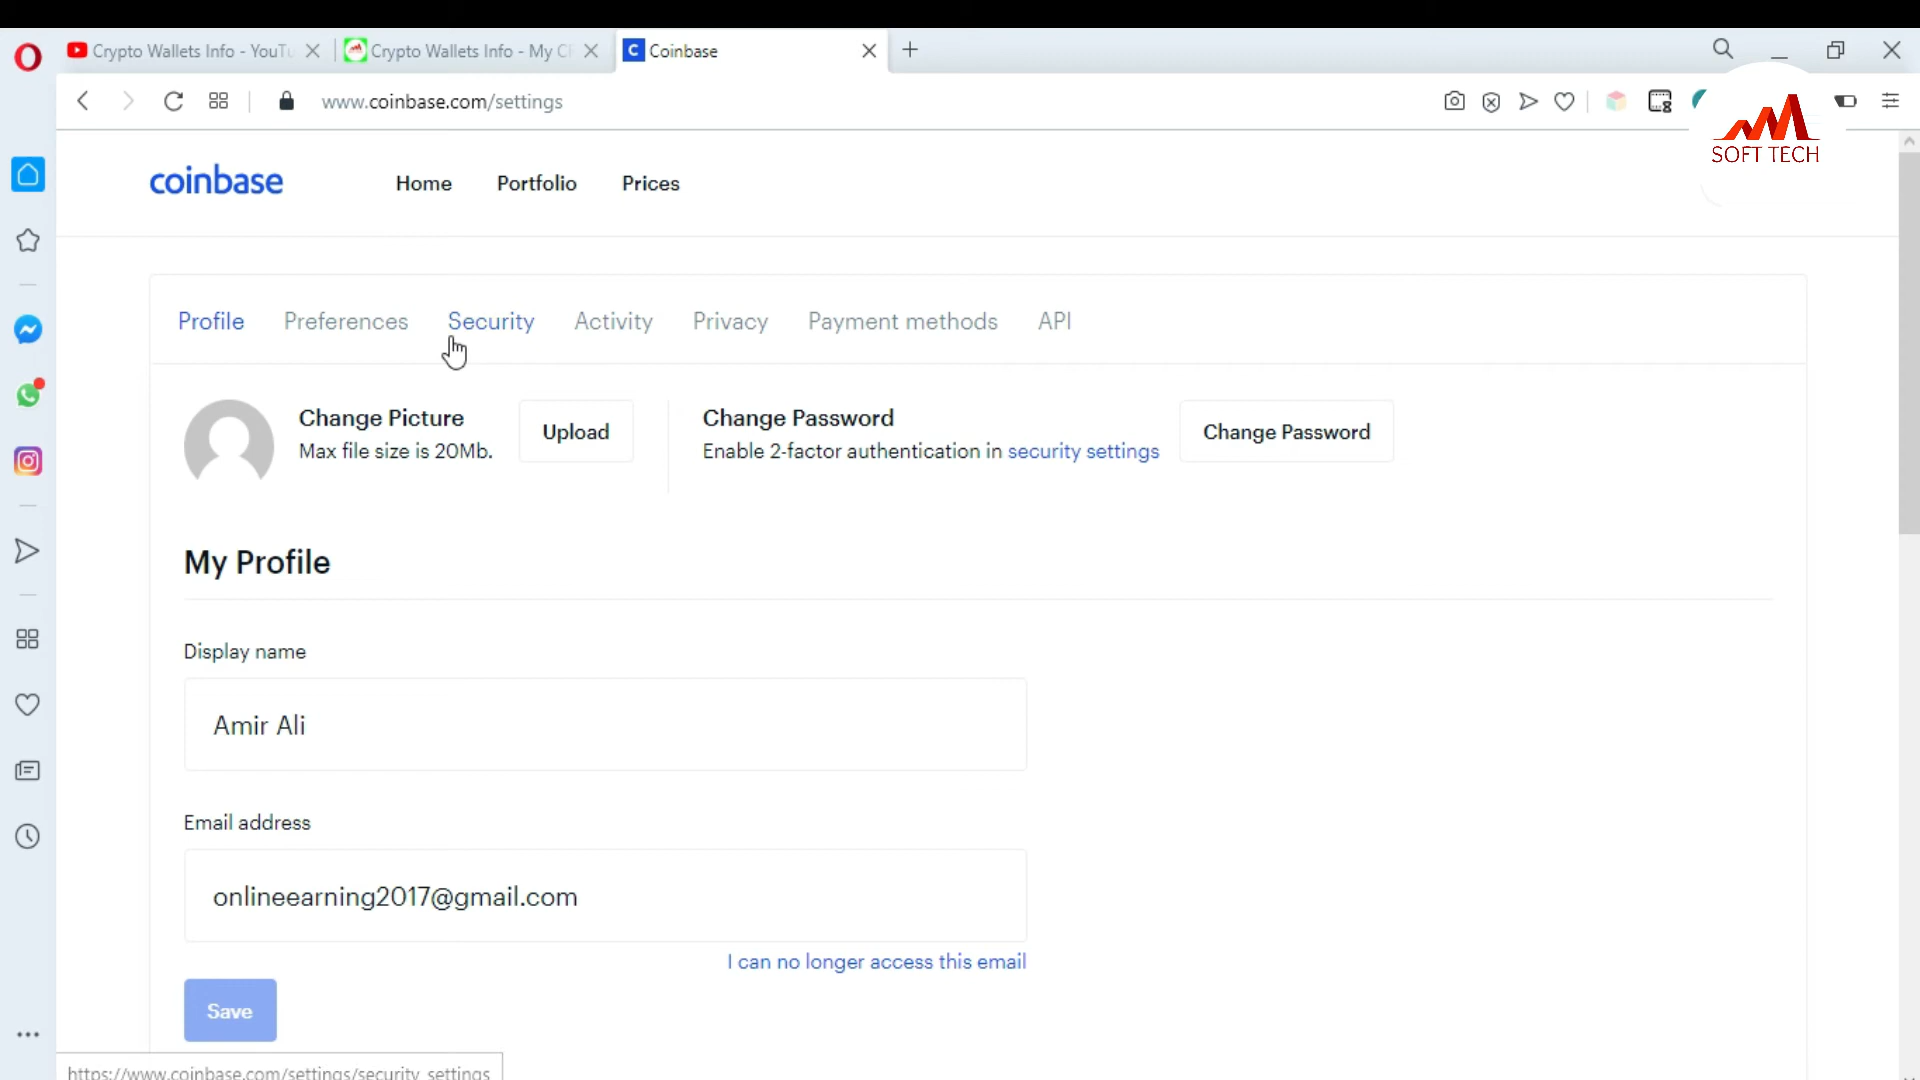 Crypto Wallets Info - YouTu
Crypto Wallets Info - My C
Coinbase
www.coinbase.com/settings
SOFT TECH
coinbase
Home
Portfolio
Prices
Profile
Preferences
Security
Activity
Privacy
Payment methods
API
Change Picture
Max file size is 20Mb.
Upload
Change Password
Enable 2-factor authentication in security settings
Change Password
My Profile
Display name
Amir Ali
Email address
onlineearning2017@gmail.com
I can no longer access this email
Save
https://www.coinbase.com/settings/security_settings